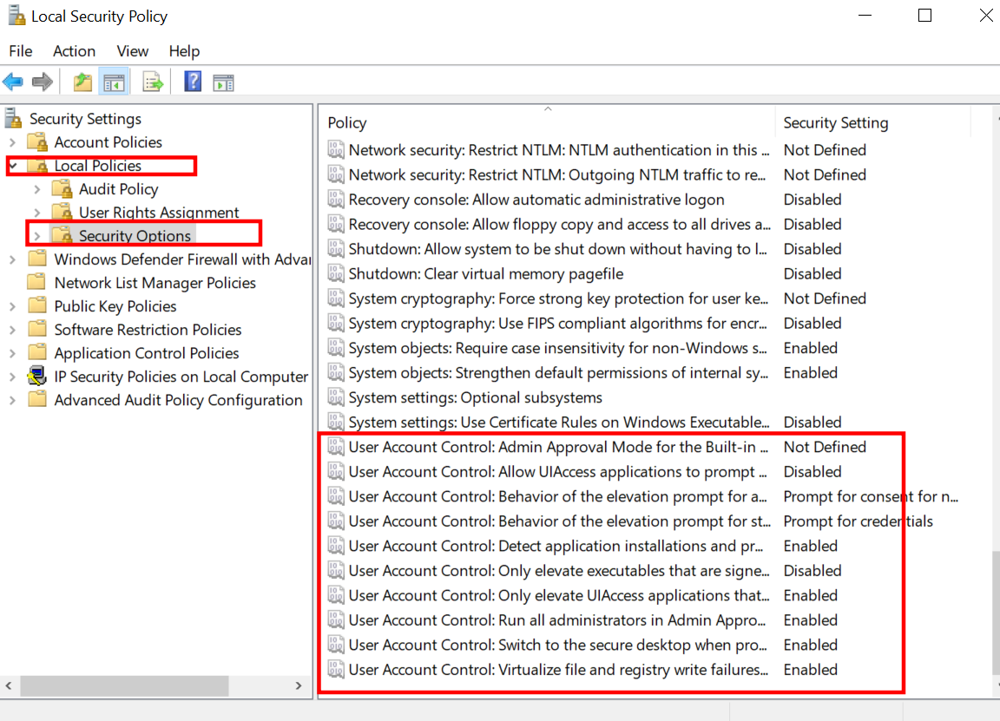 Local Security Policy
File Action View Help
Security Settings
Account Policies
Local Policies
Audit Policy
User Rights Assignment
Security Options
Windows Defender Firewall with Adva
Network List Manager Policies
Public Key Policies
Software Restriction Policies
Application Control Policies
IP Security Policies on Local Computer
Advanced Audit Policy Configuration
Policy Security Setting
Network security: Restrict NTLM: NTLM authentication in this ... Not Defined
Network security: Restrict NTLM: Outgoing NTLM traffic to re... Not Defined
Recovery console: Allow automatic administrative logon Disabled
Recovery console: Allow floppy copy and access to all drives a... Disabled
Shutdown: Allow system to be shut down without having to l... Disabled
Shutdown: Clear virtual memory pagefile Disabled
System cryptography: Force strong key protection for user ke... Not Defined
System cryptography: Use FIPS compliant algorithms for encr... Disabled
System objects: Require case insensitivity for non-Windows s... Enabled
System objects: Strengthen default permissions of internal sy... Enabled
System settings: Optional subsystems
System settings: Use Certificate Rules on Windows Executable... Disabled
User Account Control: Admin Approval Mode for the Built-in ... Not Defined
User Account Control: Allow UIAccess applications to prompt ... Disabled
User Account Control: Behavior of the elevation prompt for a... Prompt for consent for n...
User Account Control: Behavior of the elevation prompt for st... Prompt for credentials
User Account Control: Detect application installations and pr... Enabled
User Account Control: Only elevate executables that are signe... Disabled
User Account Control: Only elevate UIAccess applications that... Enabled
User Account Control: Run all administrators in Admin Appro... Enabled
User Account Control: Switch to the secure desktop when pro... Enabled
User Account Control: Virtualize file and registry write failures... Enabled